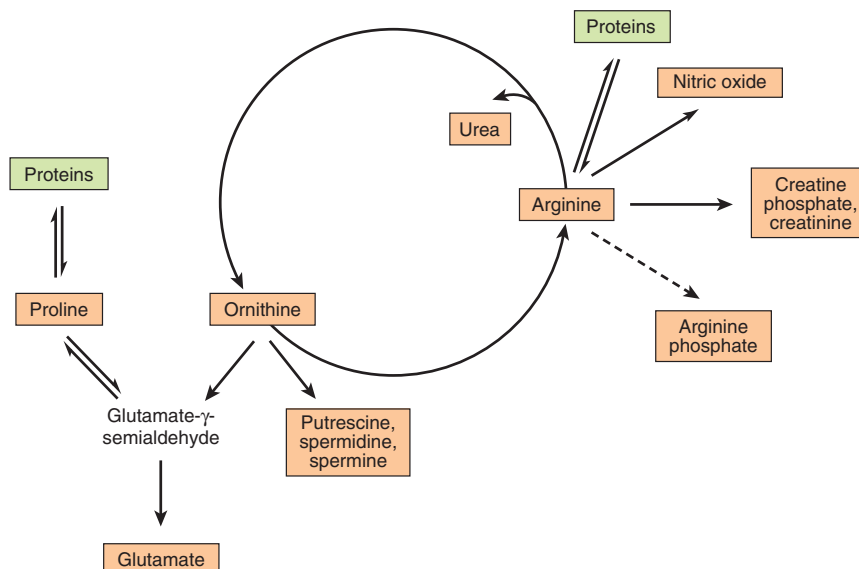 Proteins
Nitric oxide
Urea
Proteins
Arginine
Creatine
phosphate,
creatinine
Proline
Ornithine
Arginine
phosphate
Glutamate-γ-
semialdehyde
Putrescine,
spermidine,
spermine
Glutamate